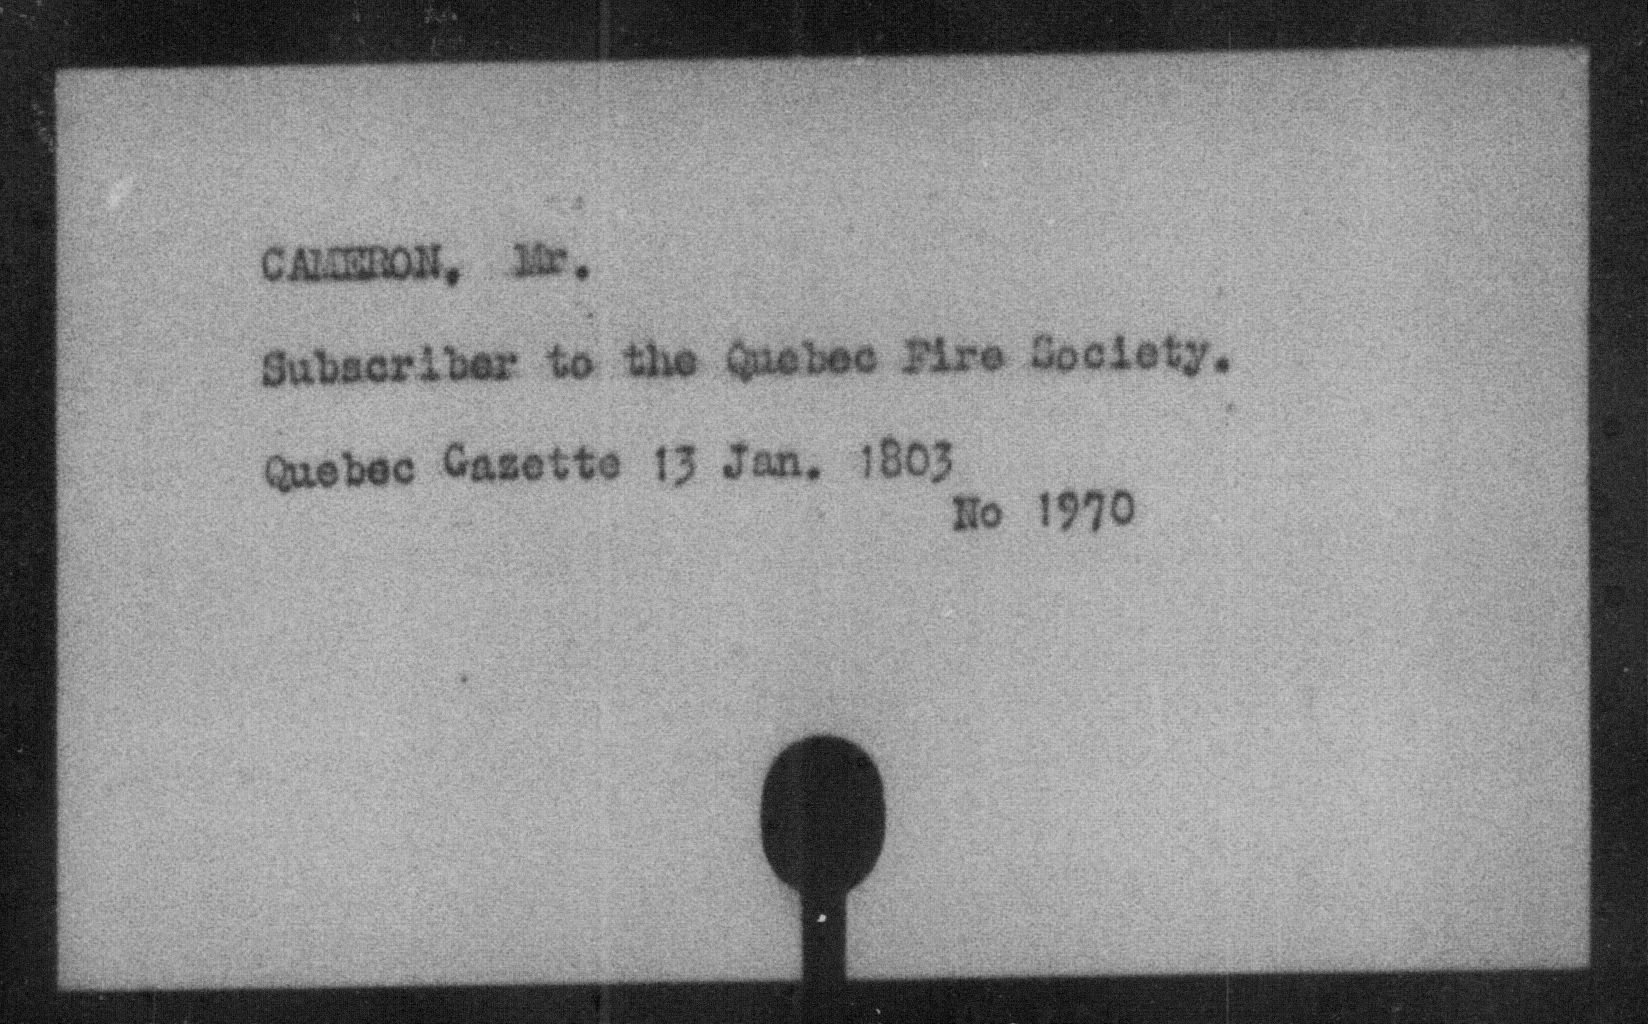 CAMERON. Mr.
Subscriber to the Quebec Fire Society.
Quebec Gazette 13 Jan. 1803
No 1970